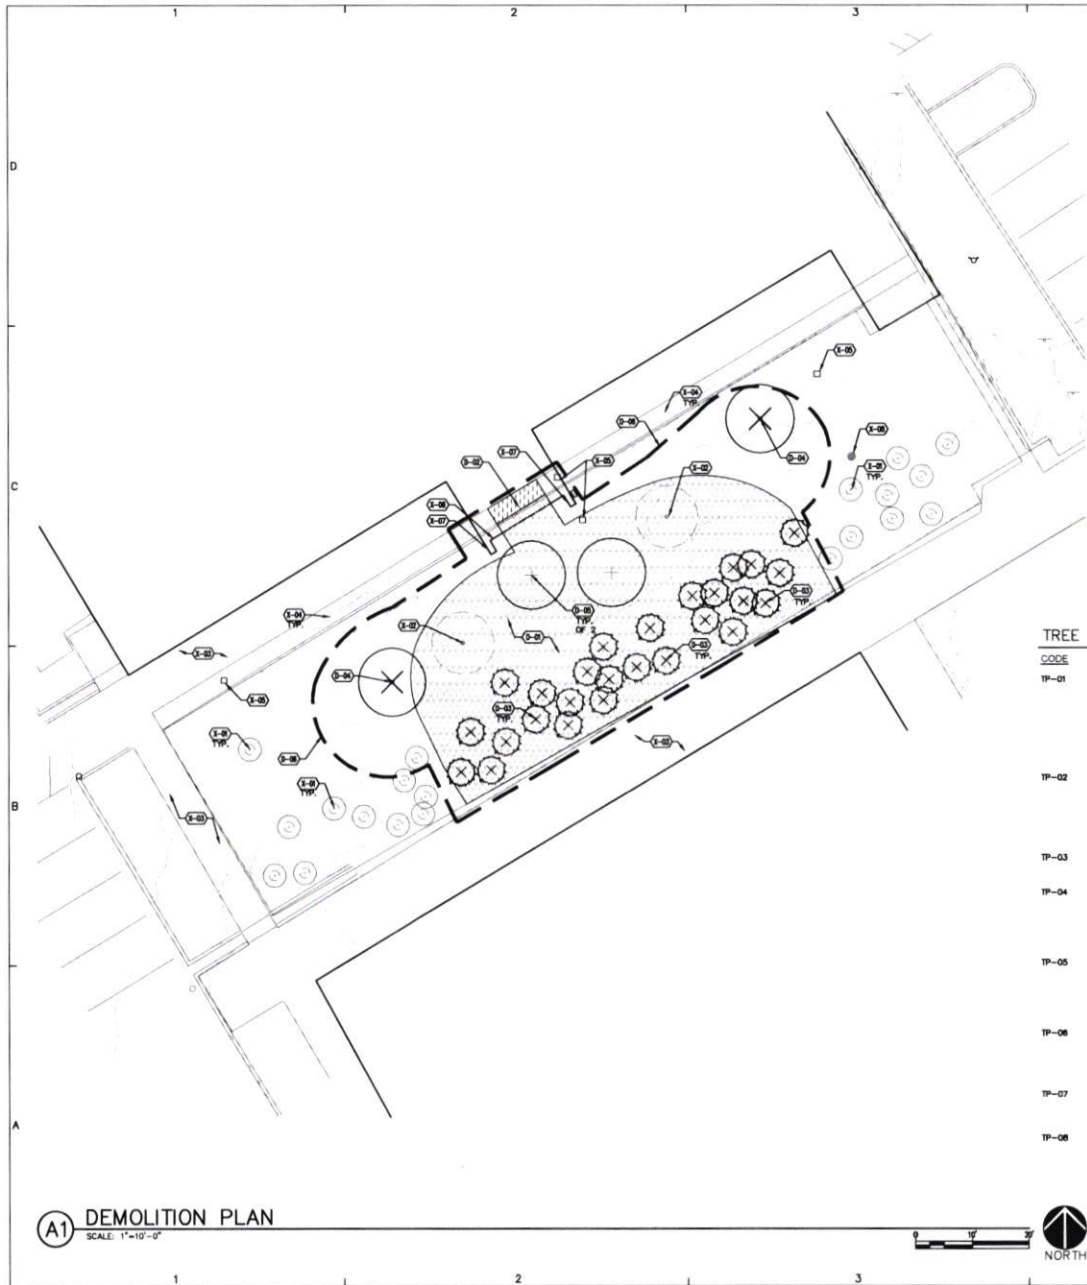 1 2 3
D
X-05
X-04
TYP.
D-06
X-07
D-02
X-05
X-02
D-04
X-01
TYP.
C
X-07
D-05
TYP.
OF 2
X-04
TYP.
X-02
D-01
D-03
TYP.
D-03
TYP.
X-03
D-04
X-05
D-03
TYP.
X-01
TYP.
X-03
D-06
X-01
TYP.
X-03
B
A
TREE
CODE
TP-01
TP-02
TP-03
TP-04
TP-05
TP-06
TP-07
TP-08
A1 DEMOLITION PLAN
SCALE: 1"=10'-0"
0 10' 20'
NORTH
1 2 3